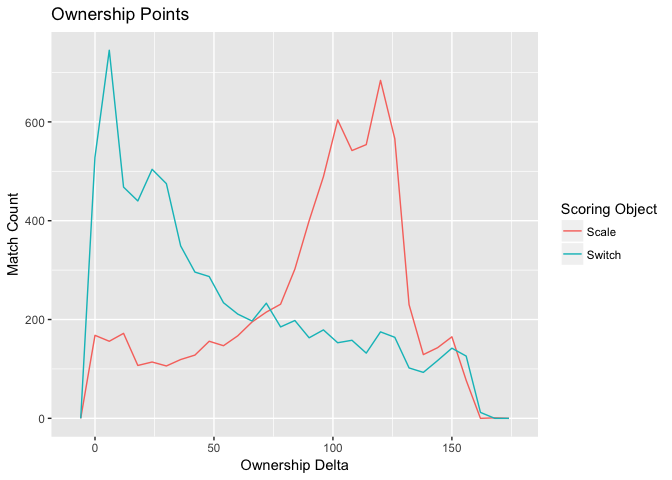 Ownership Points
Match Count
600
400
200
0
0
50
100
150
Ownership Delta
Scoring Object
Scale
Switch